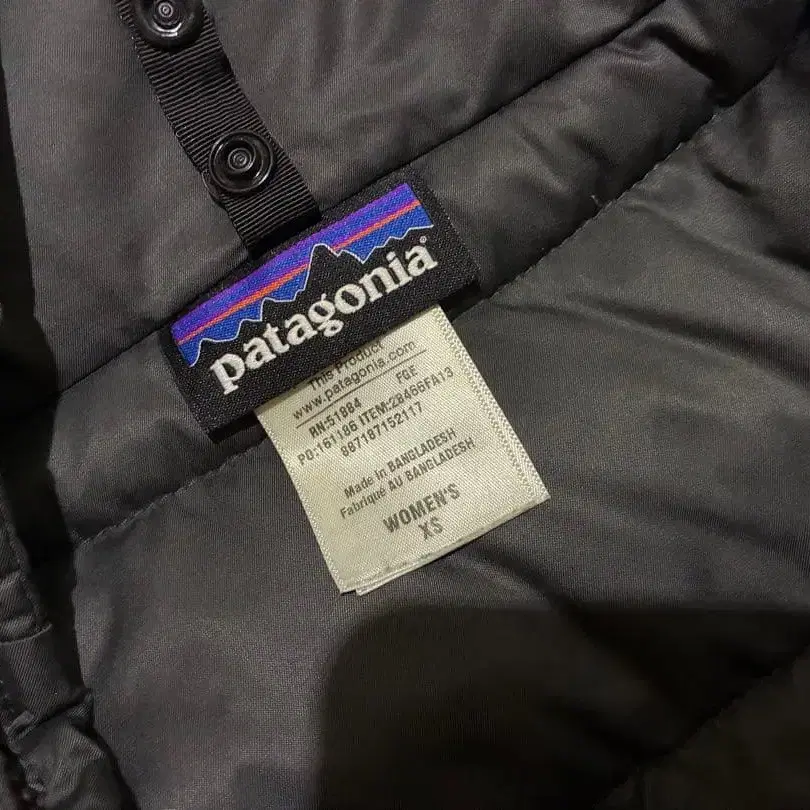 patagonia®
This Product
www.patagonia.com
RN:51884 FGE
PO:161186 ITEM:28466FA13
887187152117
Made in BANGLADESH
Fabriqué AU BANGLADESH
WOMEN'S
XS